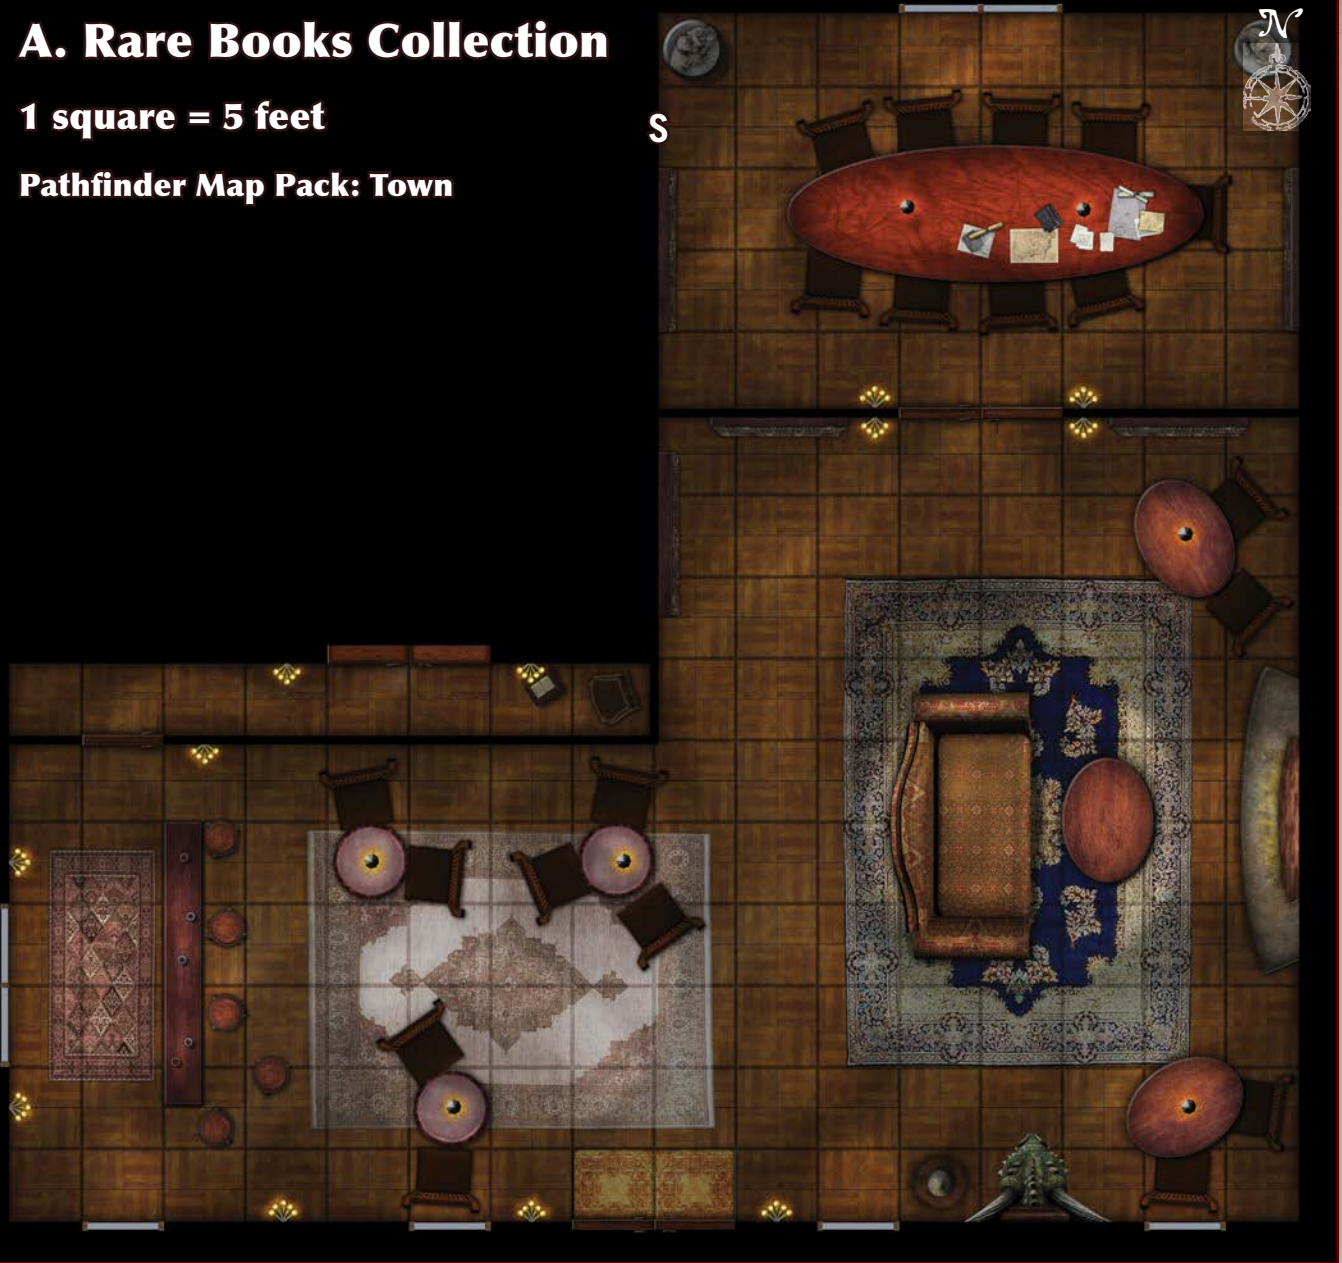 A. Rare Books Collection
N
1 square = 5 feet
S
Pathfinder Map Pack: Town